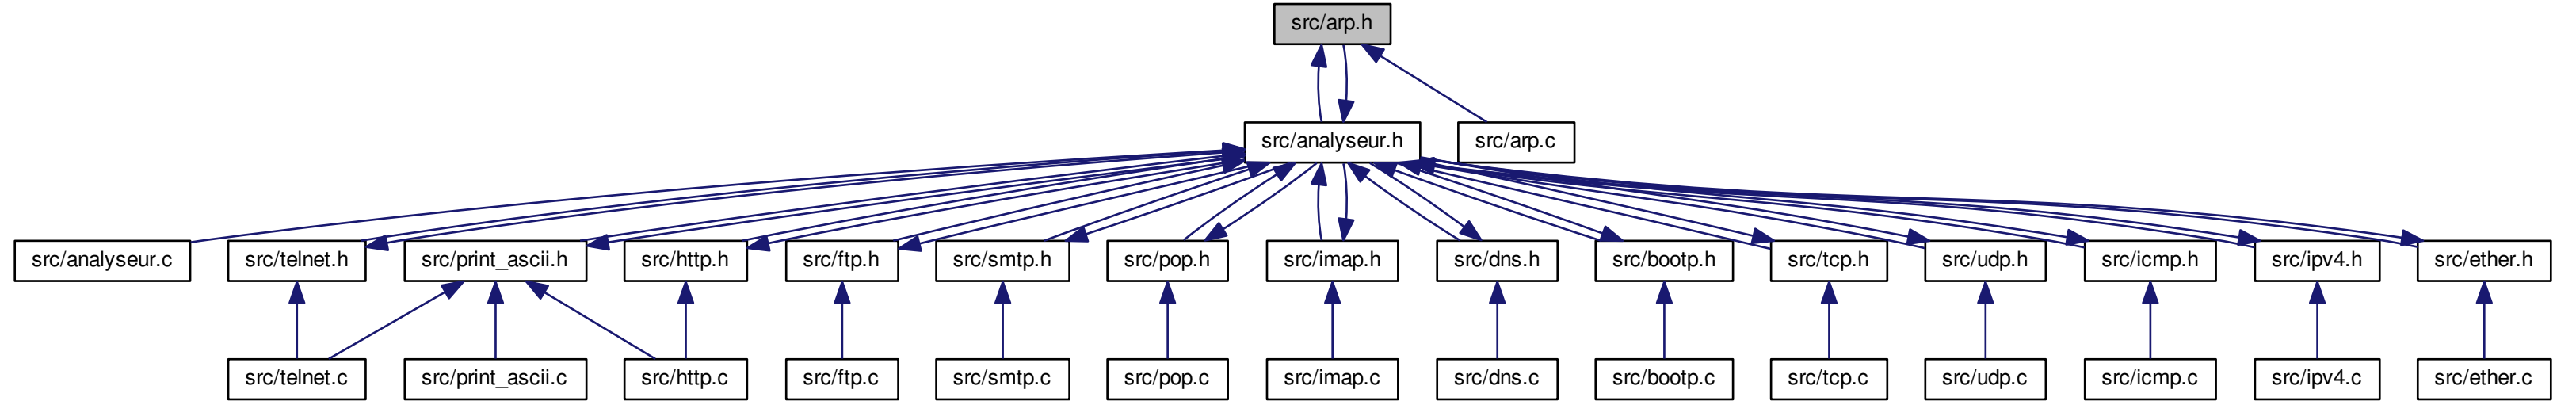 src/arp.h
src/analyseur.h
src/arp.c
src/analyseur.c
src/telnet.h
src/print_ascii.h
src/http.h
src/ftp.h
src/smtp.h
src/pop.h
src/imap.h
src/dns.h
src/bootp.h
src/tcp.h
src/udp.h
src/icmp.h
src/ipv4.h
src/ether.h
src/telnet.c
src/print_ascii.c
src/http.c
src/ftp.c
src/smtp.c
src/pop.c
src/imap.c
src/dns.c
src/bootp.c
src/tcp.c
src/udp.c
src/icmp.c
src/ipv4.c
src/ether.c